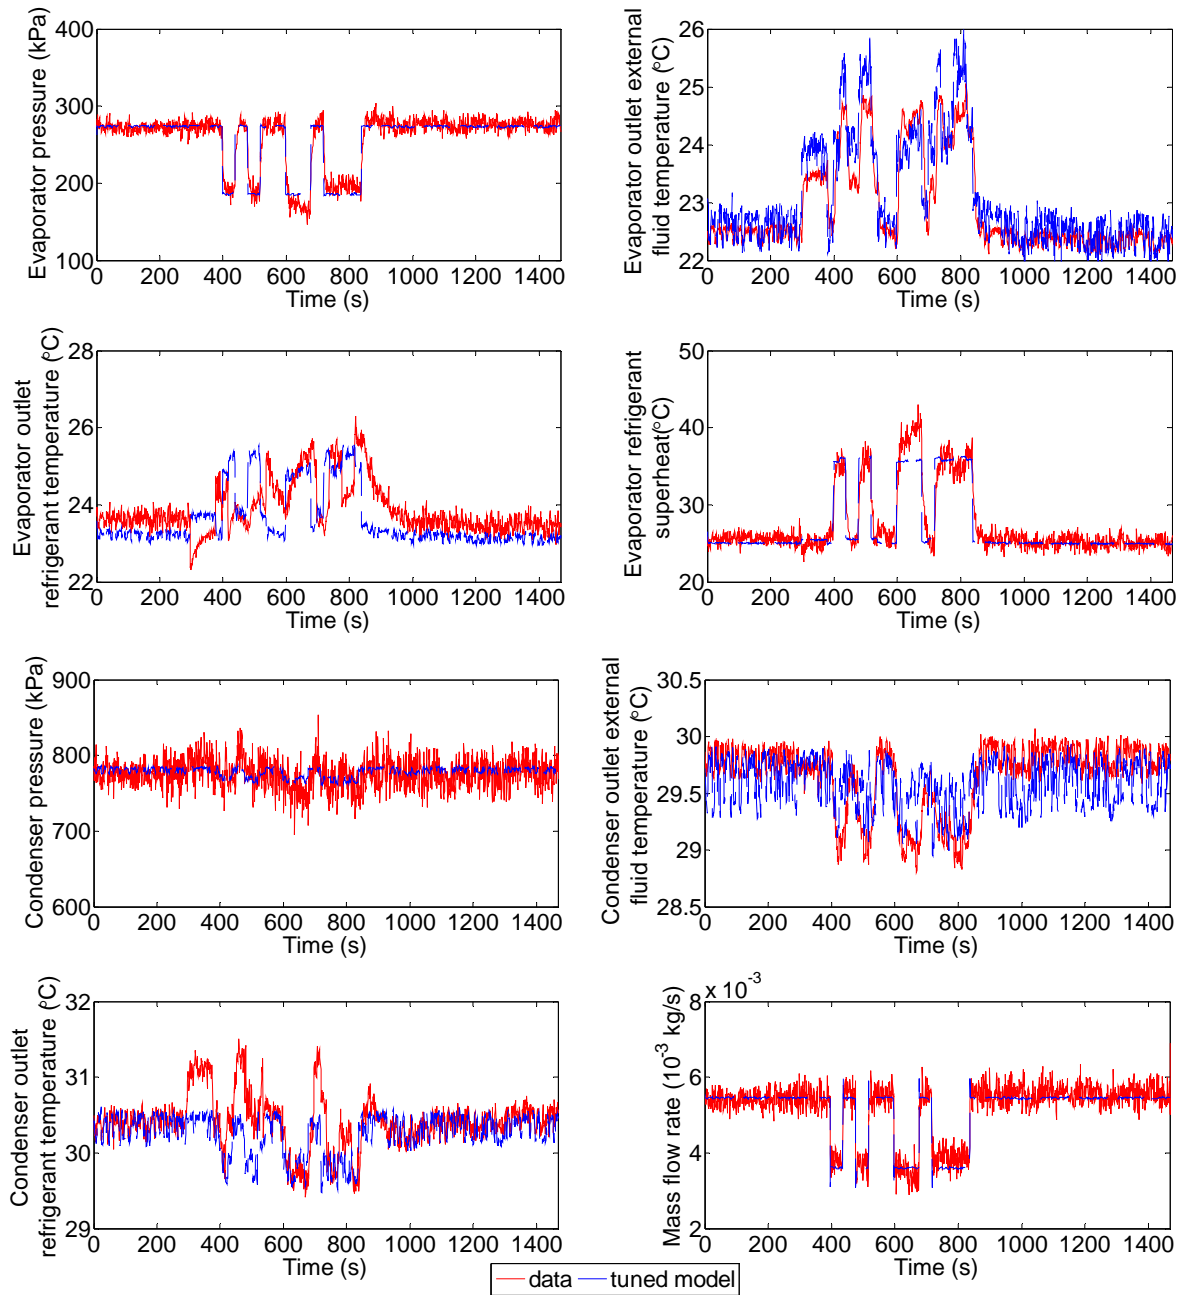 Evaporator pressure (kPa)
400
300
200
100
0 200 400 600 800 1000 1200 1400
Time (s)
Evaporator outlet external
fluid temperature (°C)
26
25
24
23
22
0 200 400 600 800 1000 1200 1400
Time (s)
Evaporator outlet
refrigerant temperature (°C)
28
26
24
22
0 200 400 600 800 1000 1200 1400
Time (s)
Evaporator refrigerant
superheat(°C)
50
40
30
20
0 200 400 600 800 1000 1200 1400
Time (s)
Condenser pressure (kPa)
900
800
700
600
0 200 400 600 800 1000 1200 1400
Time (s)
Condenser outlet external
fluid temperature (°C)
30.5
30
29.5
29
28.5
0 200 400 600 800 1000 1200 1400
Time (s)
Condenser outlet
refrigerant temperature (°C)
32
31
30
29
0 200 400 600 800 1000 1200 1400
Time (s)
Mass flow rate (10⁻³ kg/s)
x 10⁻³
8
6
4
2
0 200 400 600 800 1000 1200 1400
Time (s)
data tuned model